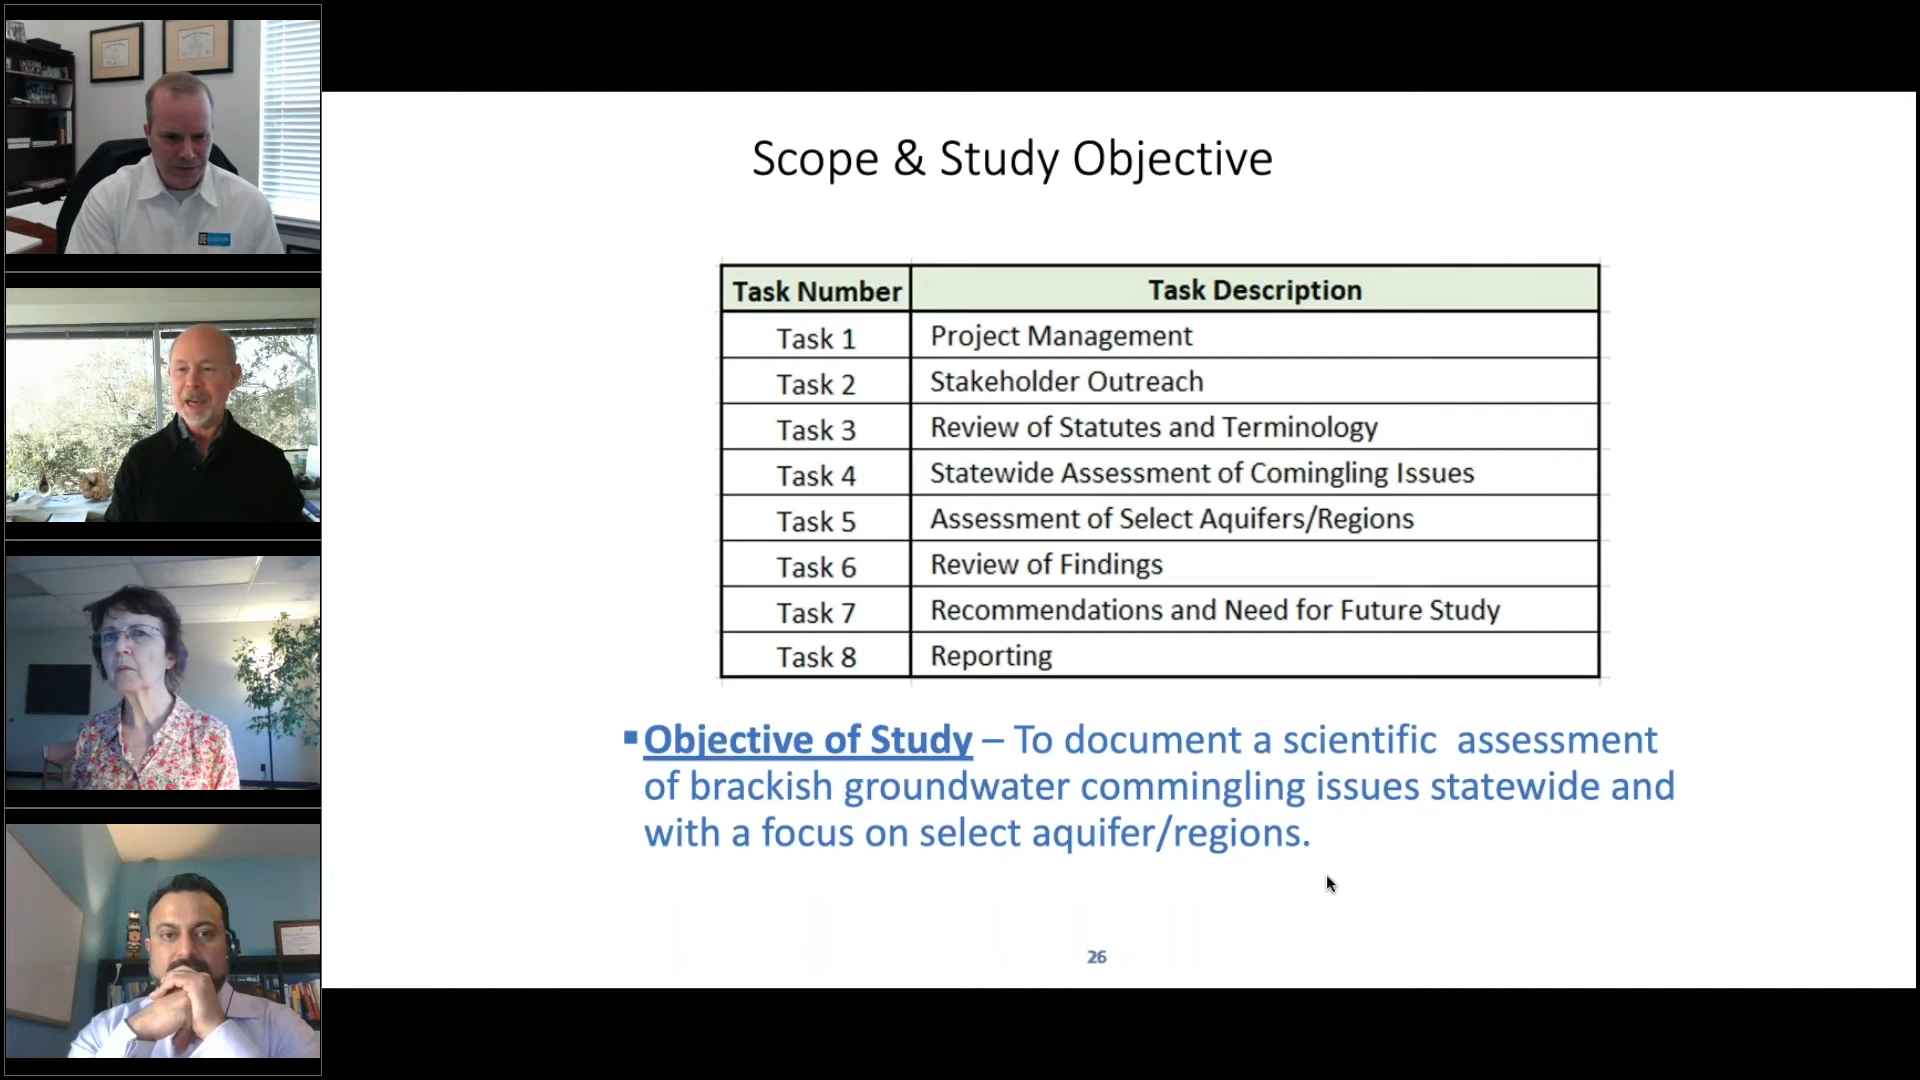 Scope & Study Objective
Task Number Task Description
Task 1 Project Management
Task 2 Stakeholder Outreach
Task 3 Review of Statutes and Terminology
Task 4 Statewide Assessment of Comingling Issues
Task 5 Assessment of Select Aquifers/Regions
Task 6 Review of Findings
Task 7 Recommendations and Need for Future Study
Task 8 Reporting
▪Objective of Study – To document a scientific assessment
of brackish groundwater commingling issues statewide and
with a focus on select aquifer/regions.
26